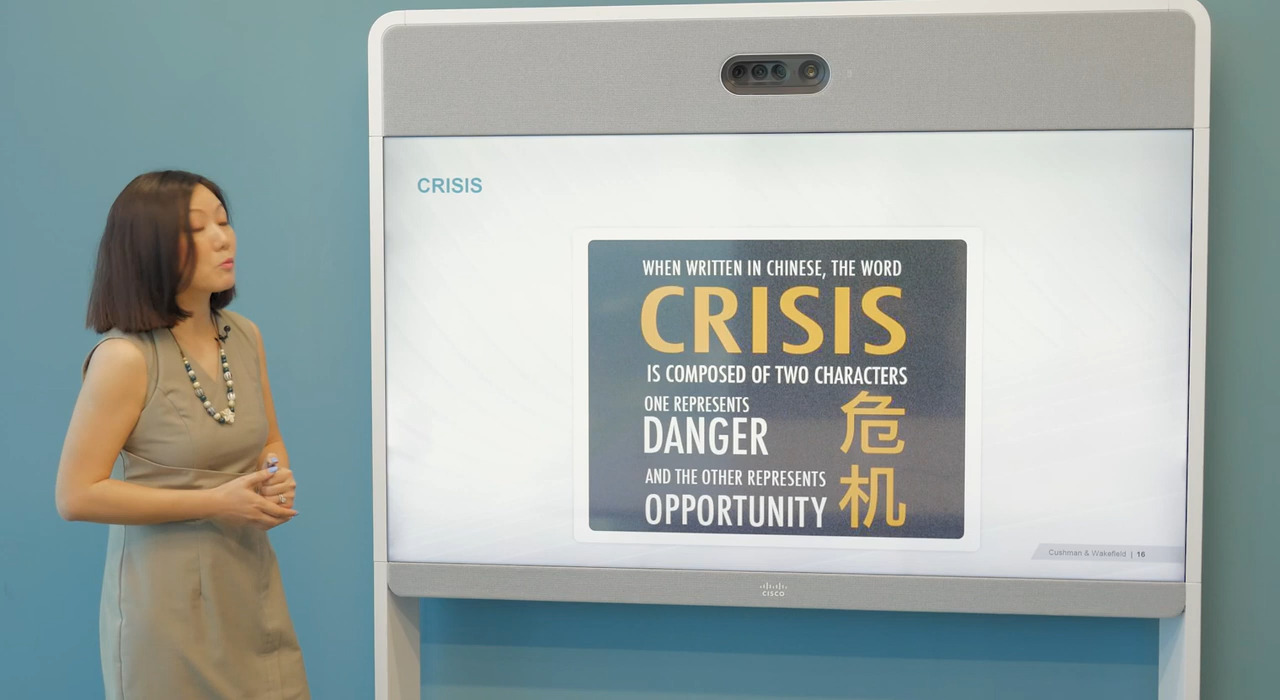 CRISIS
WHEN WRITTEN IN CHINESE, THE WORD
CRISIS
IS COMPOSED OF TWO CHARACTERS
ONE REPRESENTS
DANGER
危
AND THE OTHER REPRESENTS
OPPORTUNITY
机
Cushman & Wakefield | 16
CISCO